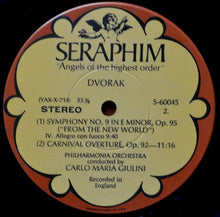 SERAPHIM
"Angels of the highest order"
DVORAK
(YAX-X-714) 33.⅓
STEREO
S-60045
2.
(1) SYMPHONY NO. 9 IN E MINOR, Op. 95
("FROM THE NEW WORLD")
IV. Allegro con fuoco 9:40
(2) CARNIVAL OVERTURE, Op. 92—11:16
PHILHARMONIA ORCHESTRA
conducted by
CARLO MARIA GIULINI
Recorded in
England